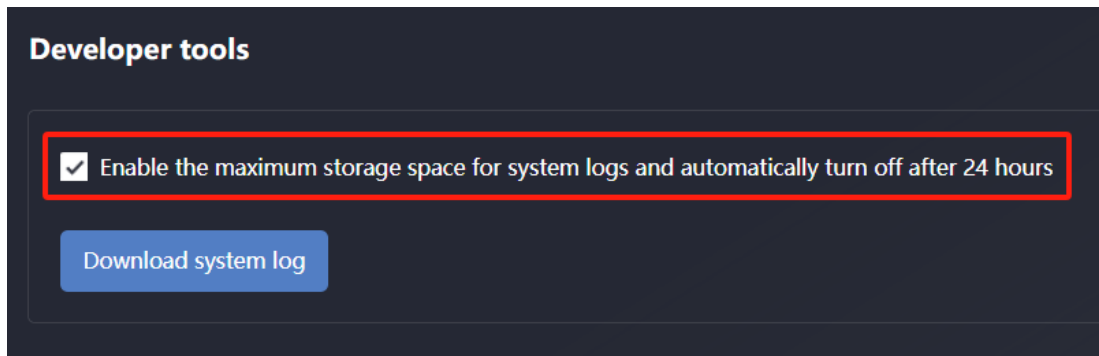 Developer tools
Enable the maximum storage space for system logs and automatically turn off after 24 hours
Download system log